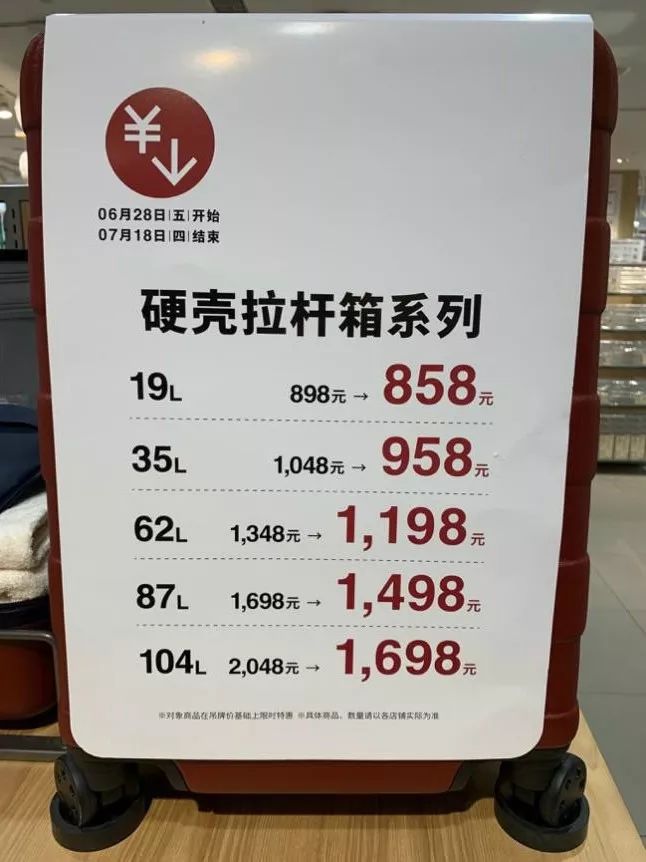 ¥↓
06月28日|五|开始
07月18日|四|结束
硬壳拉杆箱系列
19L 898元→858元
35L 1,048元→958元
62L 1,348元→1,198元
87L 1,698元→1,498元
104L 2,048元→1,698元
※对象商品在吊牌价基础上限时特惠 ※具体商品、数量请以各店铺实际为准